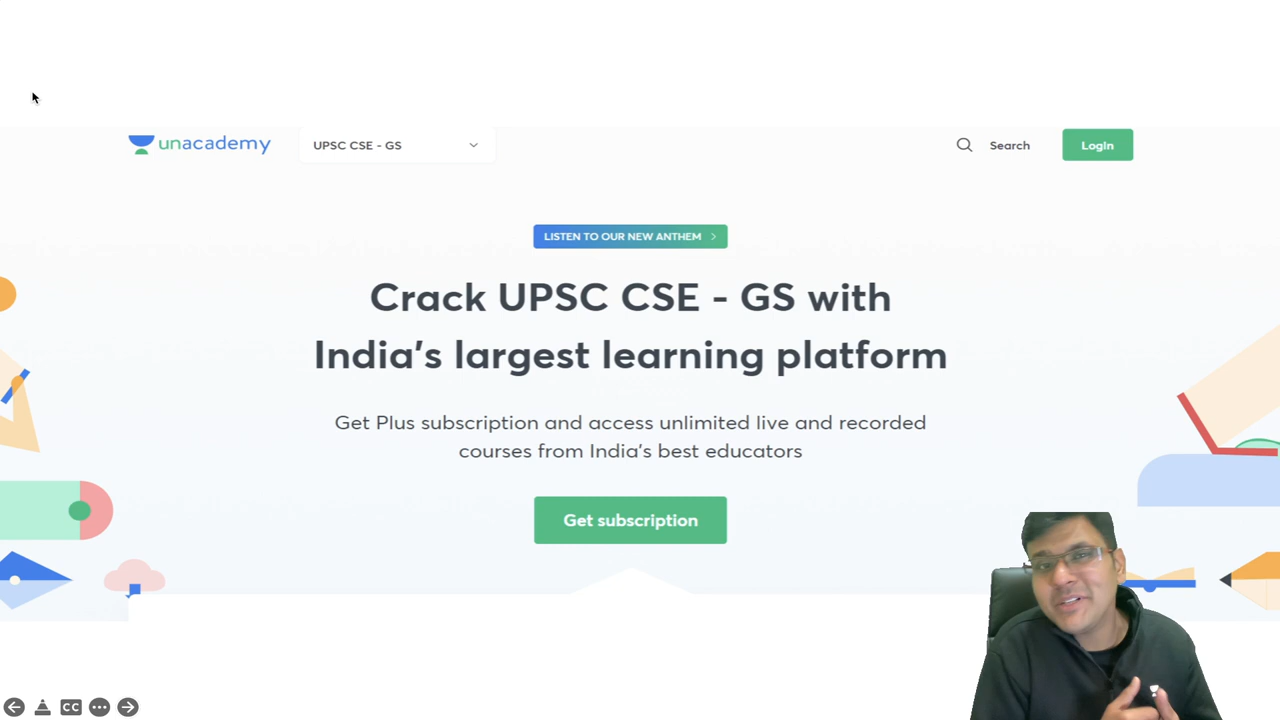 unacademy
UPSC CSE - GS
Search
Login
LISTEN TO OUR NEW ANTHEM
Crack UPSC CSE - GS with
India's largest learning platform
Get Plus subscription and access unlimited live and recorded
courses from India's best educators
Get subscription
CC